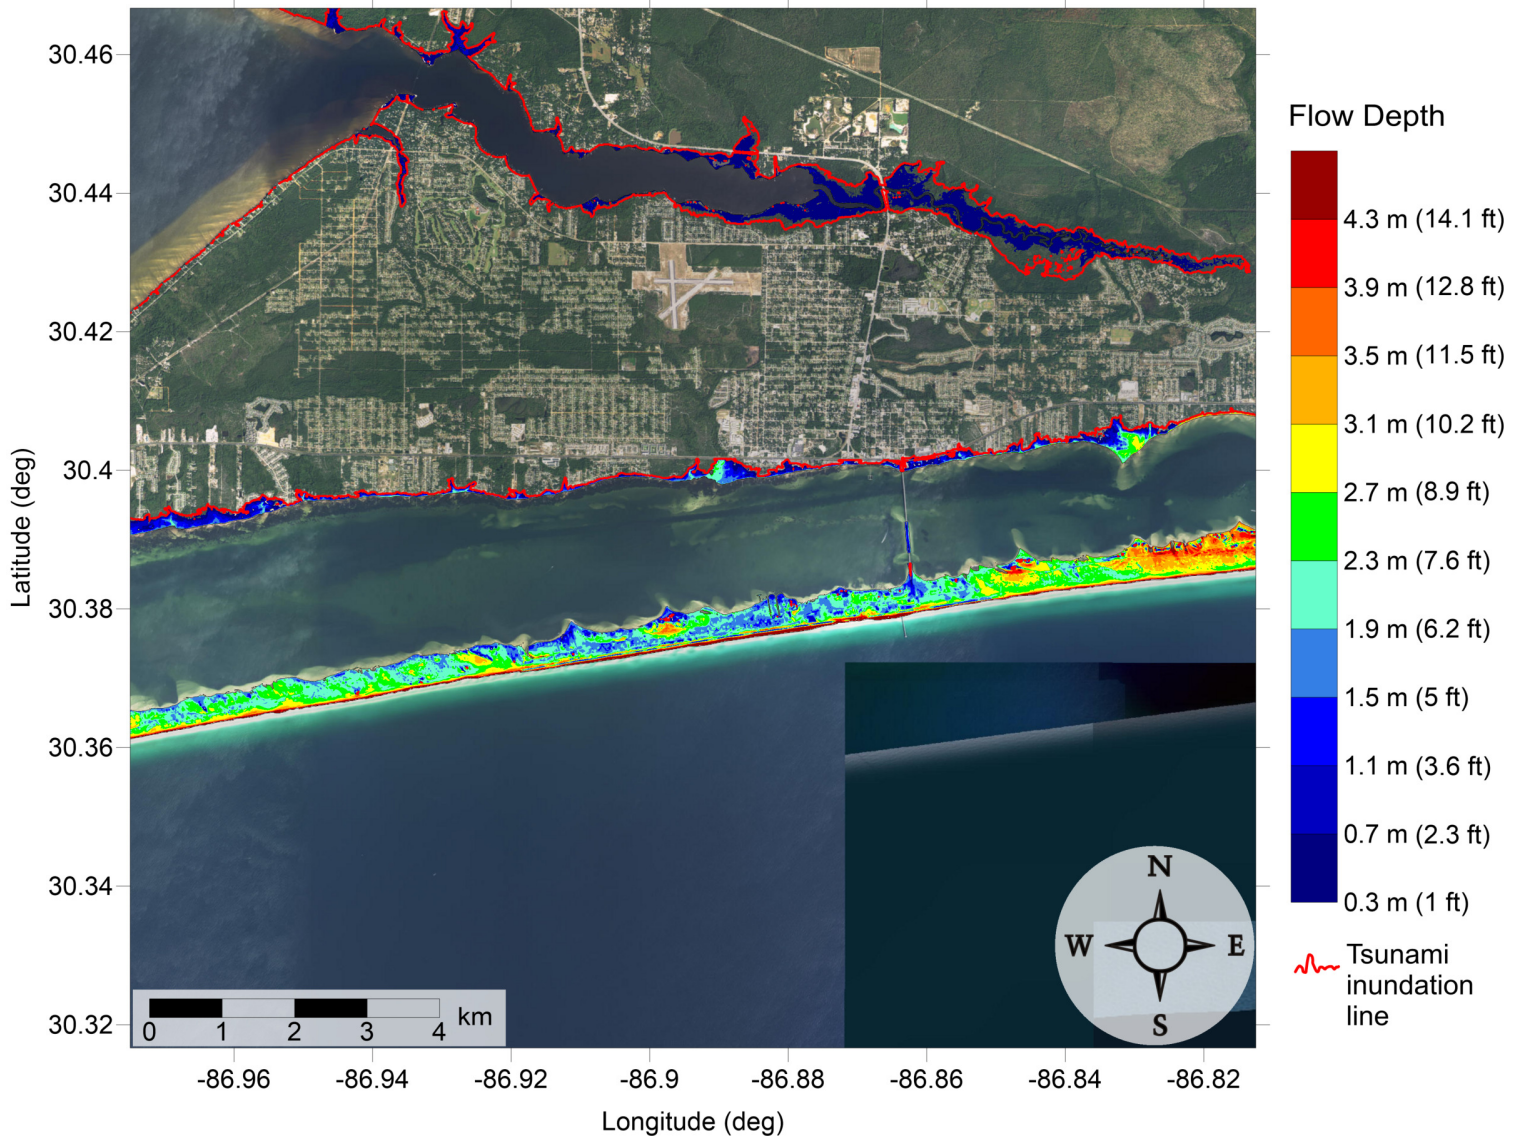 30.46
30.44
30.42
30.4
30.38
30.36
30.34
30.32
Latitude (deg)
-86.96
-86.94
-86.92
-86.9
-86.88
-86.86
-86.84
-86.82
Longitude (deg)
0 1 2 3 4 km
N
W E
S
Flow Depth
4.3 m (14.1 ft)
3.9 m (12.8 ft)
3.5 m (11.5 ft)
3.1 m (10.2 ft)
2.7 m (8.9 ft)
2.3 m (7.6 ft)
1.9 m (6.2 ft)
1.5 m (5 ft)
1.1 m (3.6 ft)
0.7 m (2.3 ft)
0.3 m (1 ft)
Tsunami
inundation
line